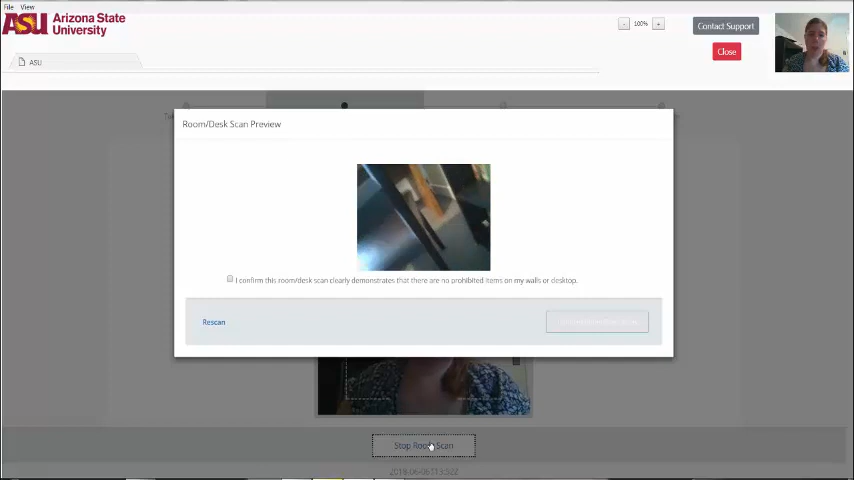 File View
ASU Arizona State
University
- 100% +
Contact Support
Close
ASU
Room/Desk Scan Preview
I confirm this room/desk scan clearly demonstrates that there are no prohibited items on my walls or desktop.
Rescan
Stop Room Scan